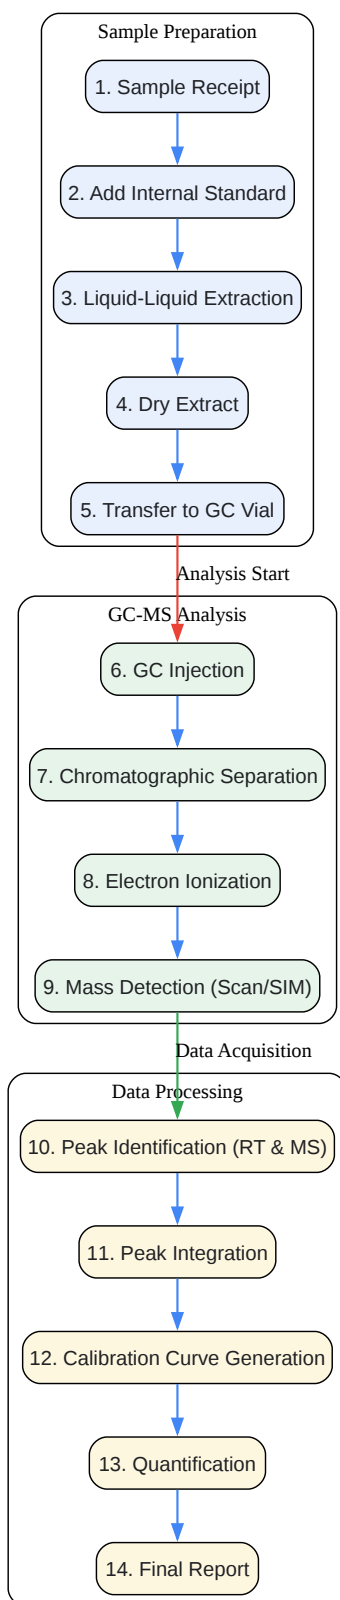 Sample Preparation
1. Sample Receipt
2. Add Internal Standard
3. Liquid-Liquid Extraction
4. Dry Extract
5. Transfer to GC Vial
Analysis Start
GC-MS Analysis
6. GC Injection
7. Chromatographic Separation
8. Electron Ionization
9. Mass Detection (Scan/SIM)
Data Acquisition
Data Processing
10. Peak Identification (RT & MS)
11. Peak Integration
12. Calibration Curve Generation
13. Quantification
14. Final Report